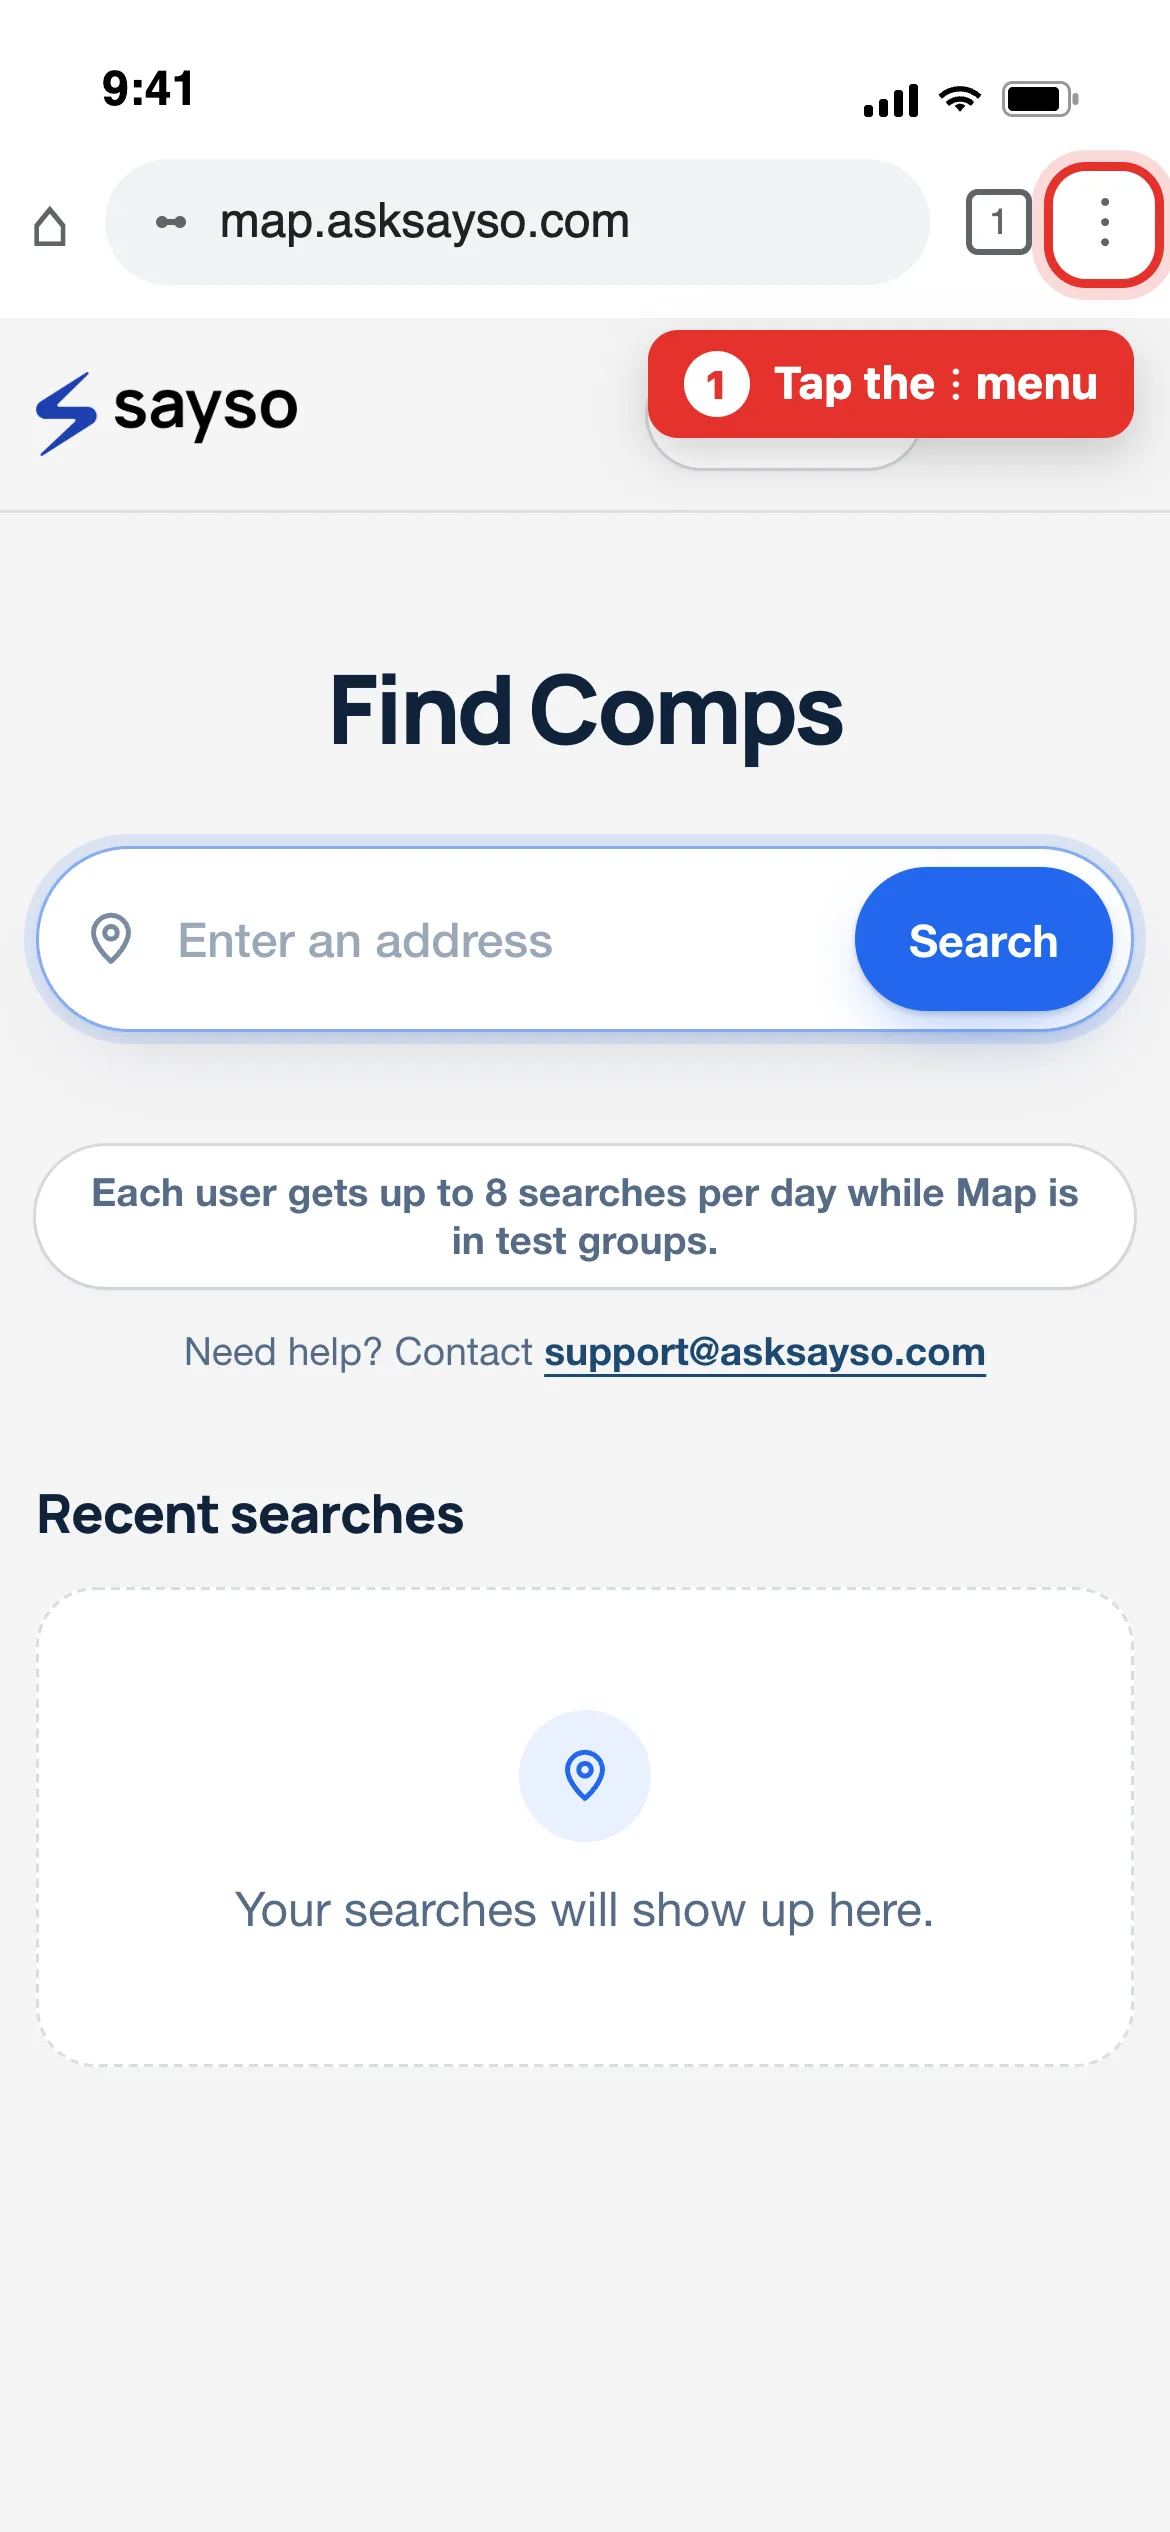 9:41
map.asksayso.com
1
sayso
1 Tap the ⋮ menu
Find Comps
Enter an address
Search
Each user gets up to 8 searches per day while Map is
in test groups.
Need help? Contact support@asksayso.com
Recent searches
Your searches will show up here.